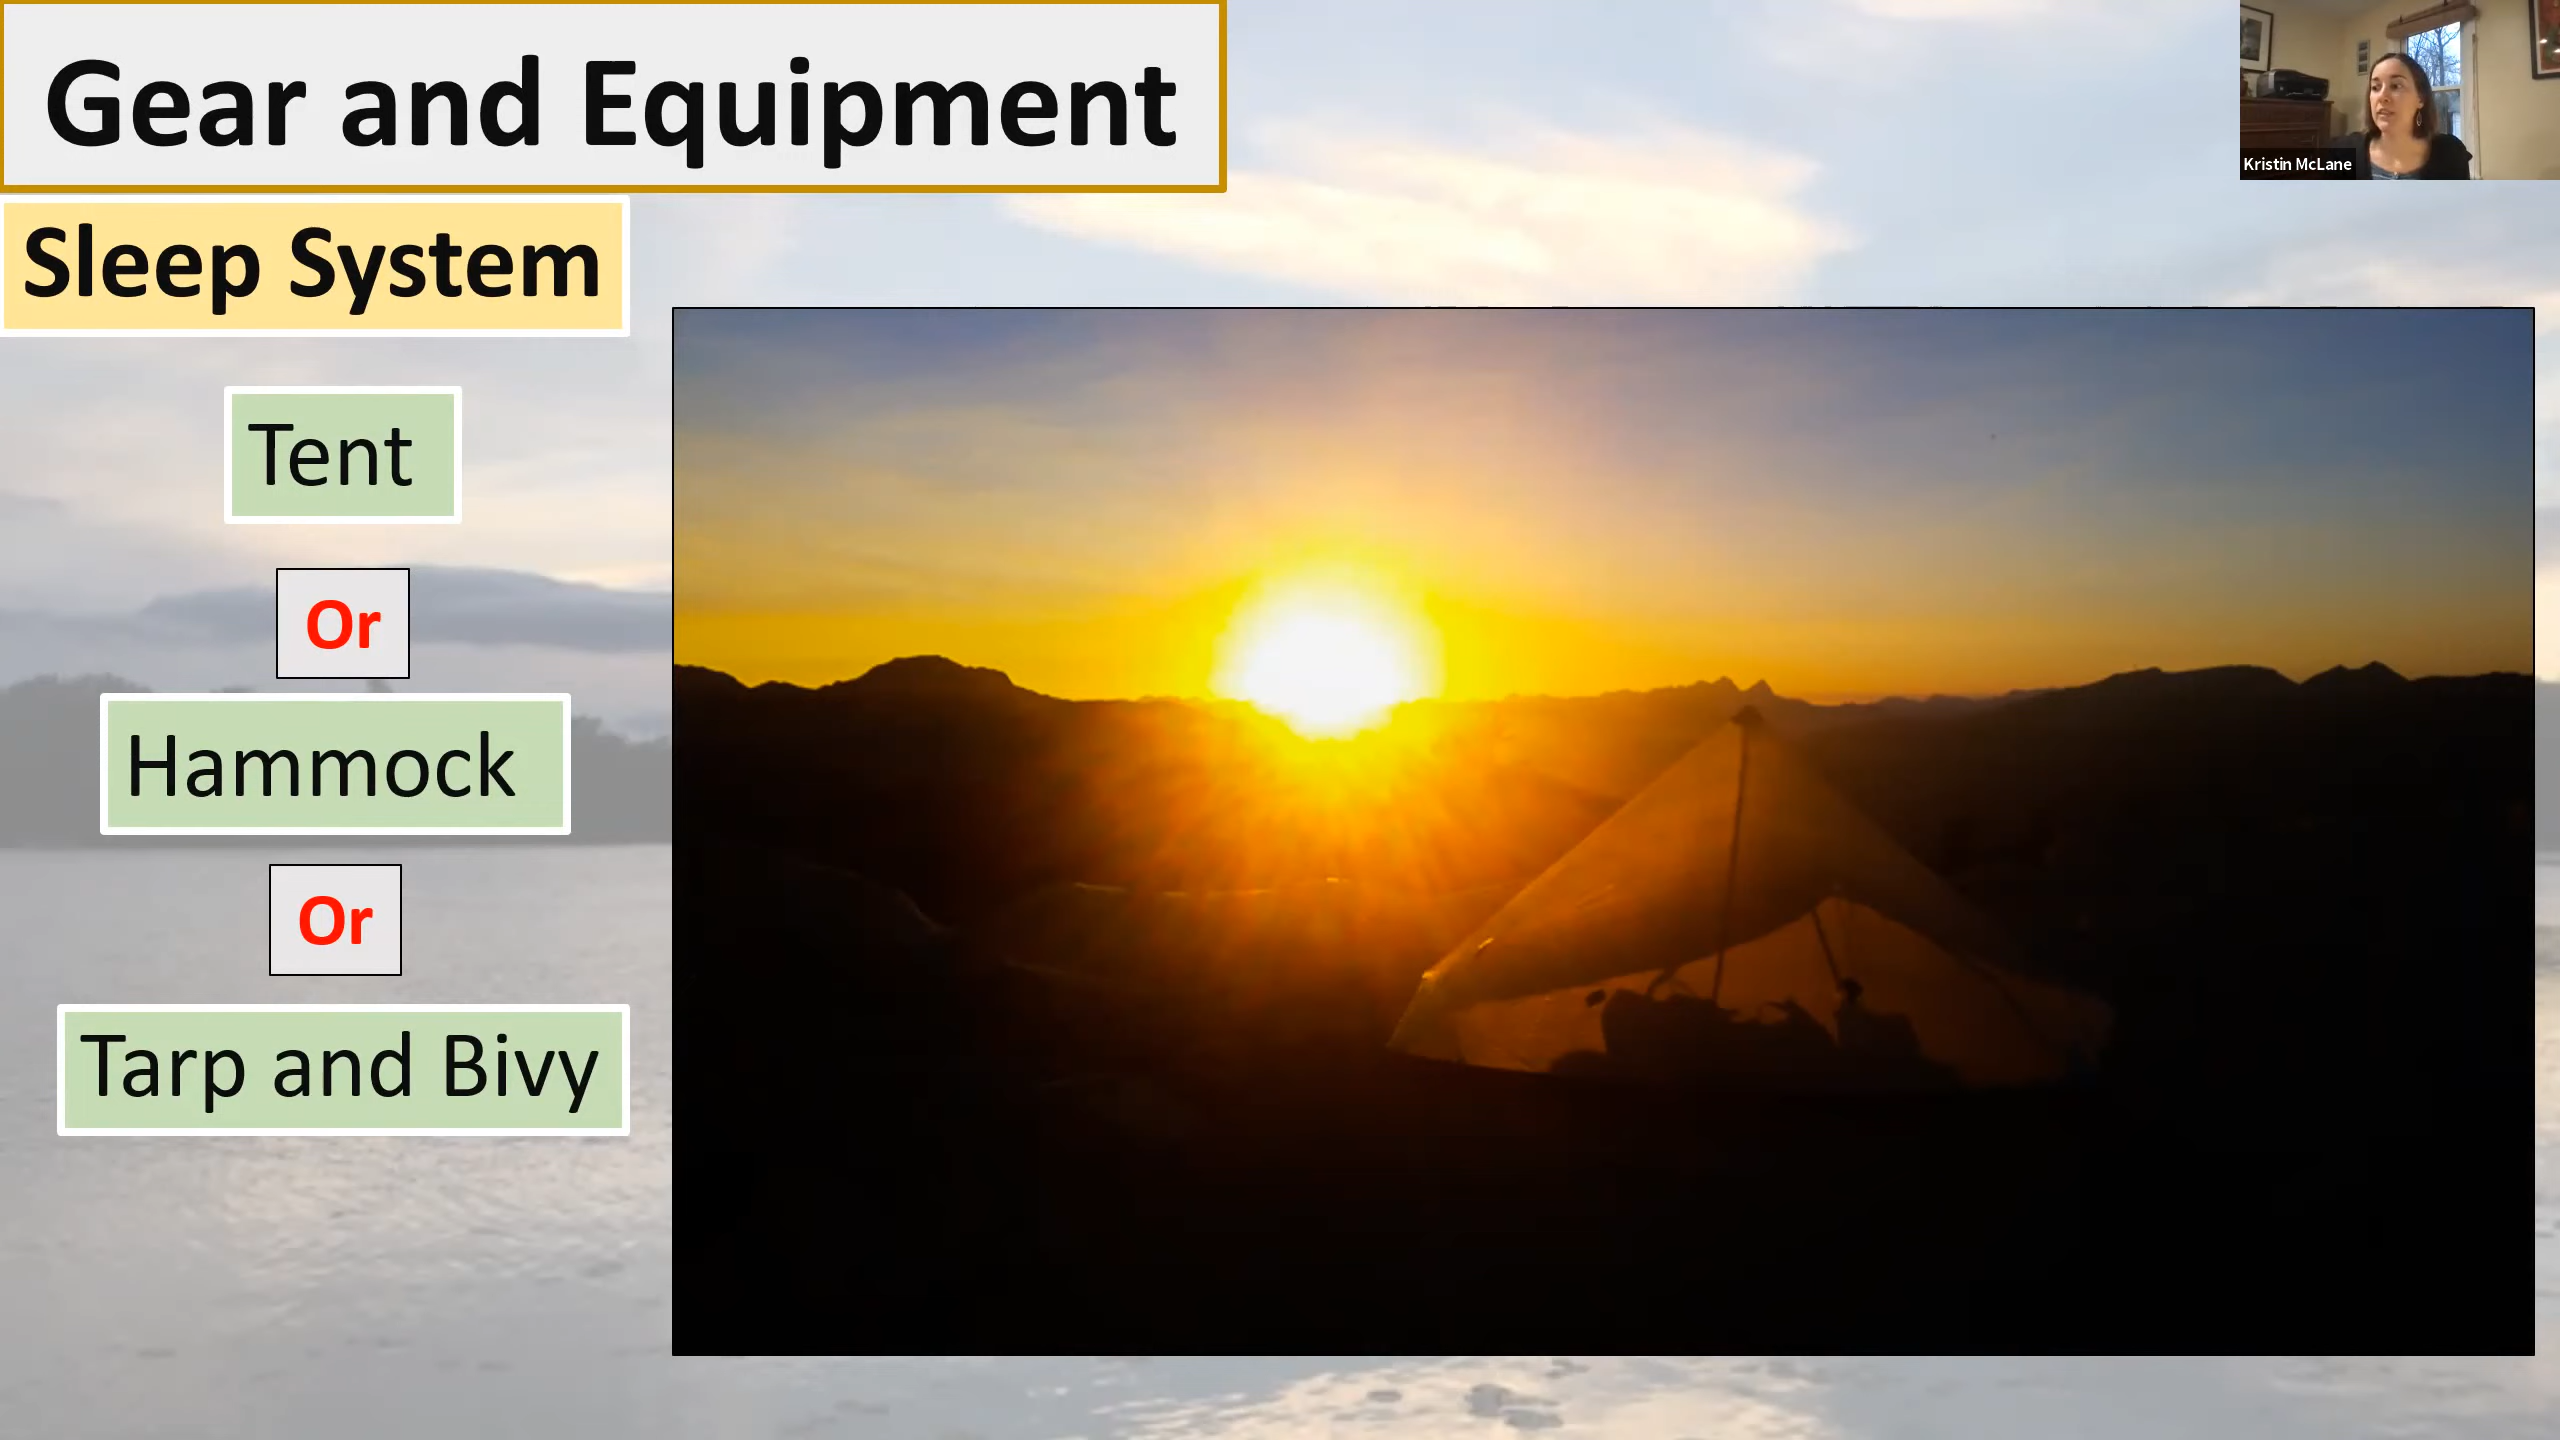 Gear and Equipment
Kristin McLane
Sleep System
Tent
Or
Hammock
Or
Tarp and Bivy